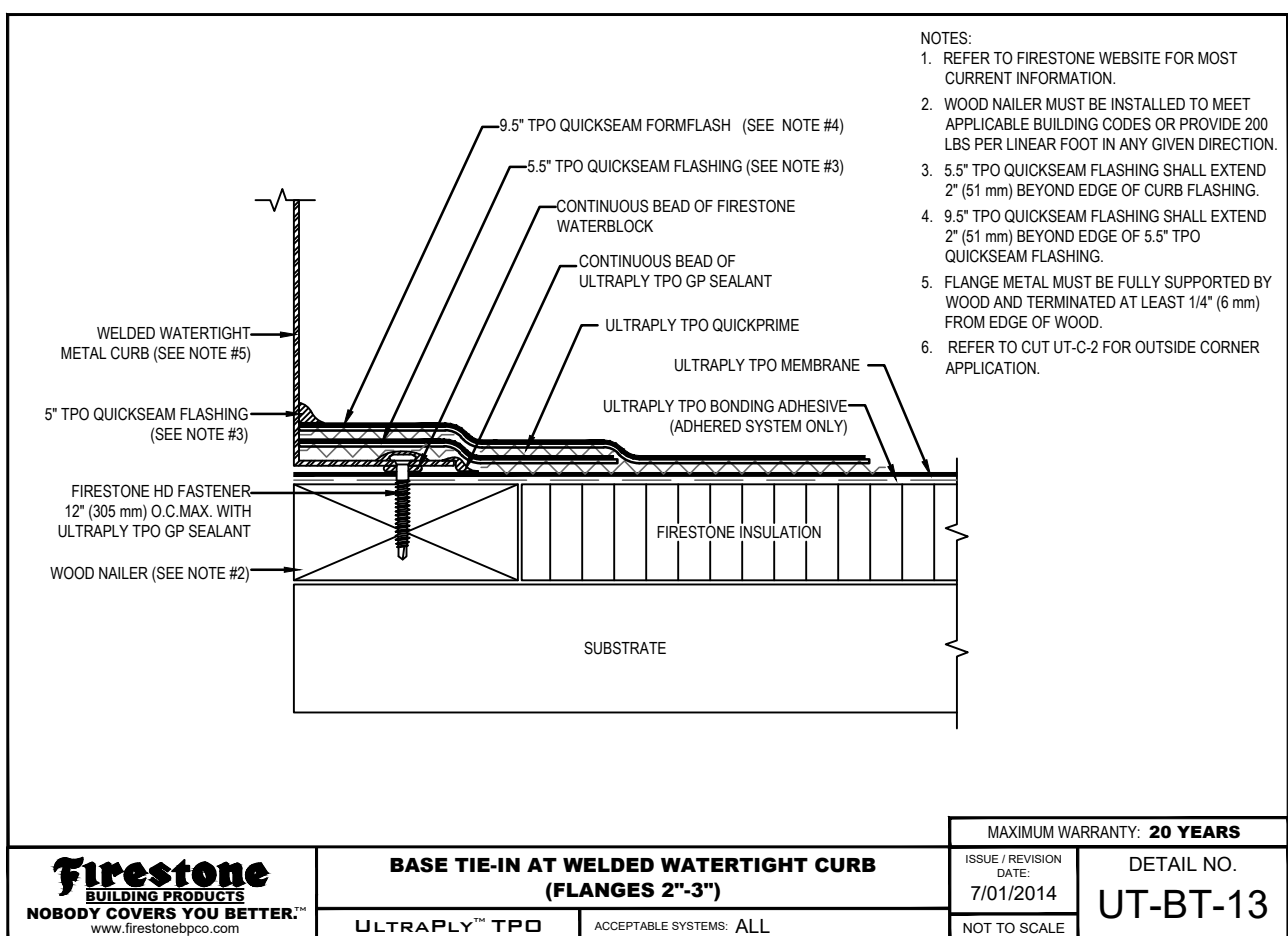 NOTES:
1. REFER TO FIRESTONE WEBSITE FOR MOST
CURRENT INFORMATION.
2. WOOD NAILER MUST BE INSTALLED TO MEET
APPLICABLE BUILDING CODES OR PROVIDE 200
LBS PER LINEAR FOOT IN ANY GIVEN DIRECTION.
3. 5.5" TPO QUICKSEAM FLASHING SHALL EXTEND
2" (51 mm) BEYOND EDGE OF CURB FLASHING.
4. 9.5" TPO QUICKSEAM FLASHING SHALL EXTEND
2" (51 mm) BEYOND EDGE OF 5.5" TPO
QUICKSEAM FLASHING.
5. FLANGE METAL MUST BE FULLY SUPPORTED BY
WOOD AND TERMINATED AT LEAST 1/4" (6 mm)
FROM EDGE OF WOOD.
6. REFER TO CUT UT-C-2 FOR OUTSIDE CORNER
APPLICATION.
9.5" TPO QUICKSEAM FORMFLASH (SEE NOTE #4)
5.5" TPO QUICKSEAM FLASHING (SEE NOTE #3)
CONTINUOUS BEAD OF FIRESTONE
WATERBLOCK
CONTINUOUS BEAD OF
ULTRAPLY TPO GP SEALANT
ULTRAPLY TPO QUICKPRIME
ULTRAPLY TPO MEMBRANE
ULTRAPLY TPO BONDING ADHESIVE
(ADHERED SYSTEM ONLY)
WELDED WATERTIGHT
METAL CURB (SEE NOTE #5)
5" TPO QUICKSEAM FLASHING
(SEE NOTE #3)
FIRESTONE HD FASTENER
12" (305 mm) O.C.MAX. WITH
ULTRAPLY TPO GP SEALANT
WOOD NAILER (SEE NOTE #2)
FIRESTONE INSULATION
SUBSTRATE
MAXIMUM WARRANTY: 20 YEARS
Firestone
BUILDING PRODUCTS
NOBODY COVERS YOU BETTER.™
www.firestonebpco.com
BASE TIE-IN AT WELDED WATERTIGHT CURB
(FLANGES 2"-3")
ULTRAPLY™ TPO
ACCEPTABLE SYSTEMS: ALL
ISSUE / REVISION
DATE:
7/01/2014
NOT TO SCALE
DETAIL NO.
UT-BT-13